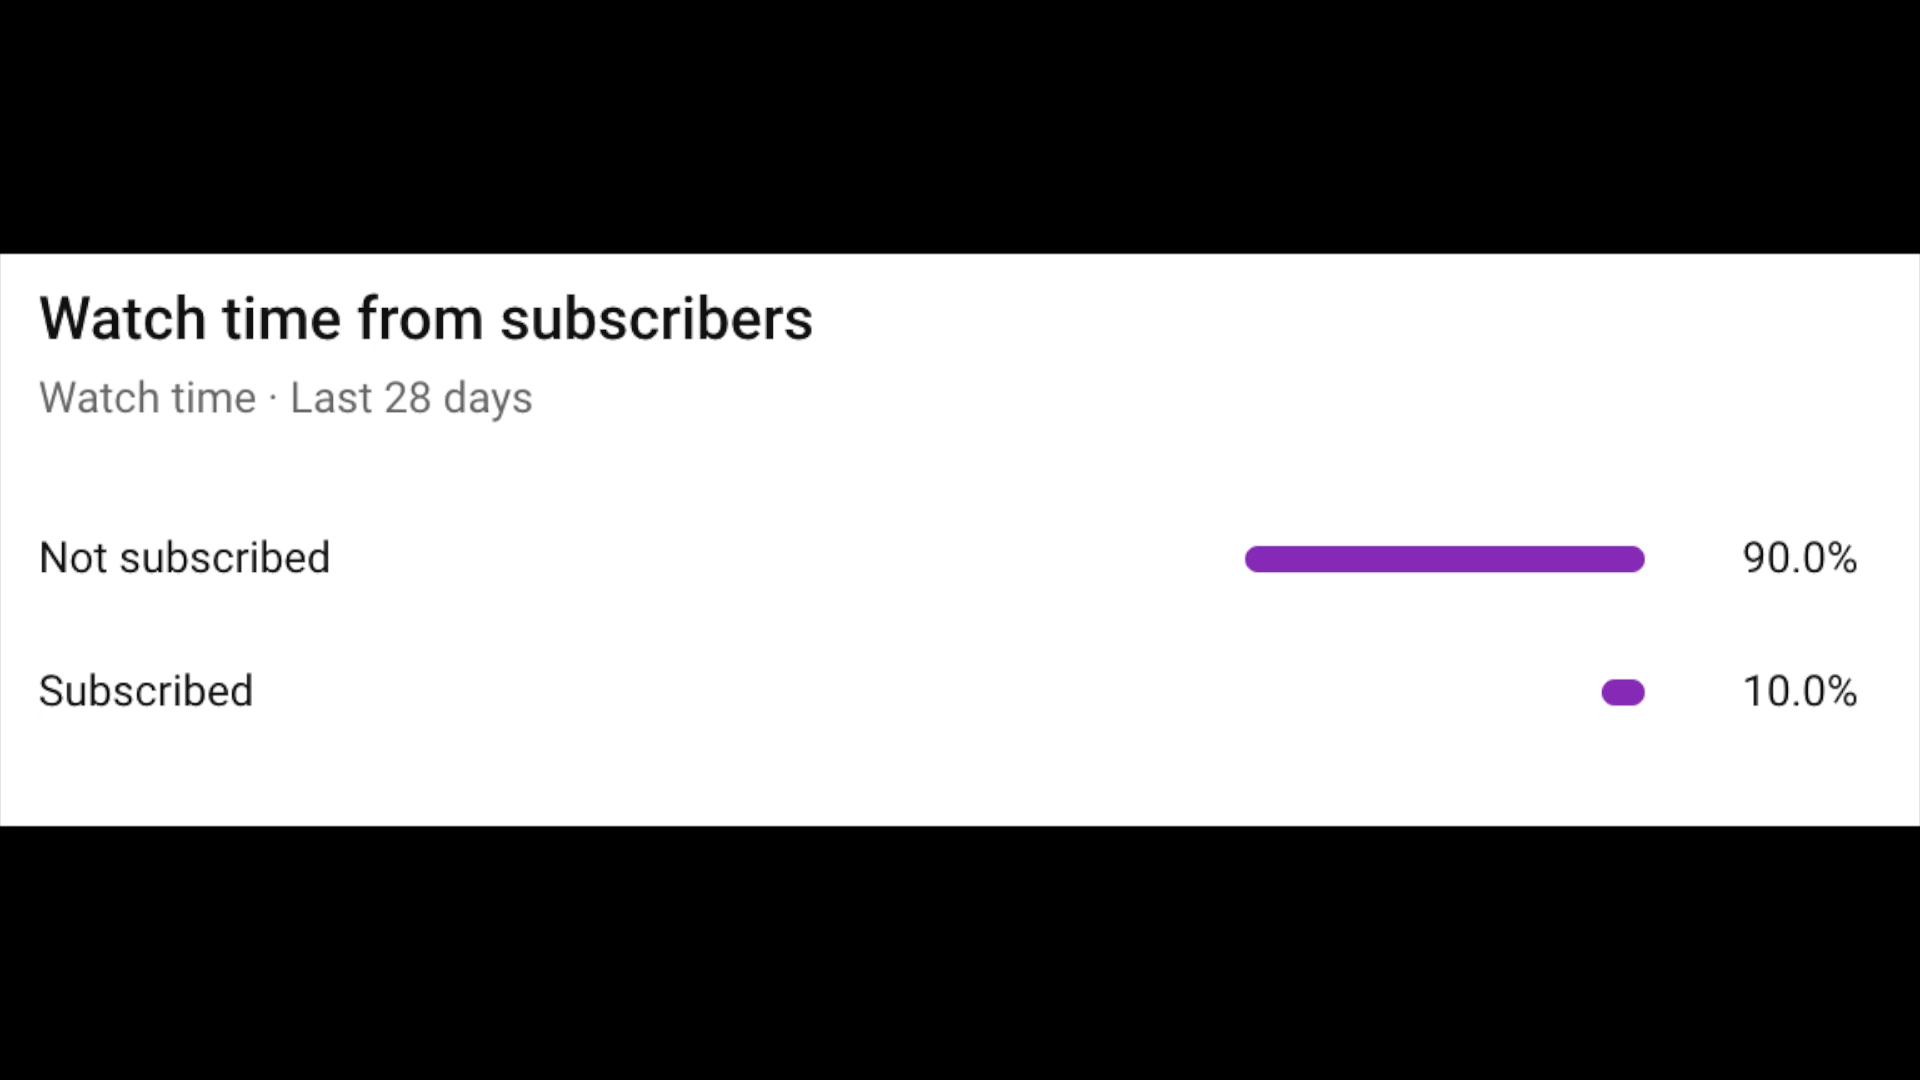 Watch time from subscribers
Watch time · Last 28 days
Not subscribed 90.0%
Subscribed 10.0%